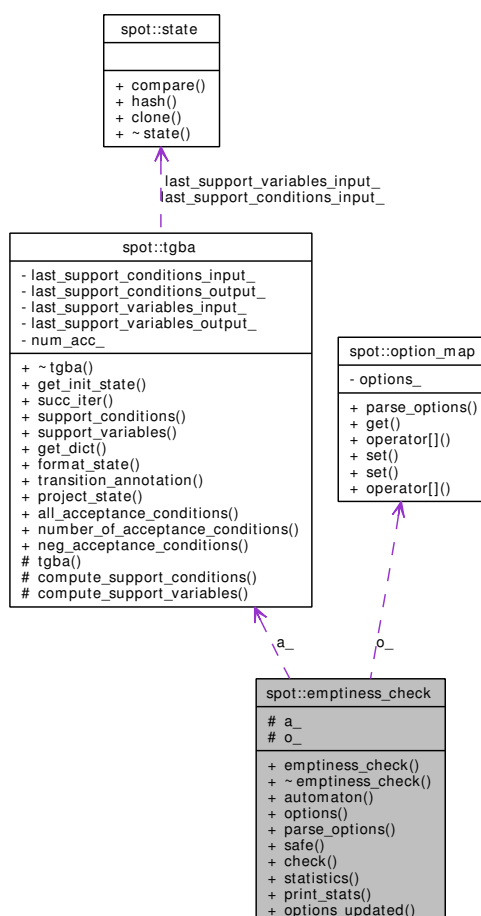 spot::state
+ compare()
+ hash()
+ clone()
+ ~state()
last_support_variables_input_
last_support_conditions_input_
spot::tgba
- last_support_conditions_input_
- last_support_conditions_output_
- last_support_variables_input_
- last_support_variables_output_
- num_acc_
+ ~tgba()
+ get_init_state()
+ succ_iter()
+ support_conditions()
+ support_variables()
+ get_dict()
+ format_state()
+ transition_annotation()
+ project_state()
+ all_acceptance_conditions()
+ number_of_acceptance_conditions()
+ neg_acceptance_conditions()
# tgba()
# compute_support_conditions()
# compute_support_variables()
spot::option_map
- options_
+ parse_options()
+ get()
+ operator[]()
+ set()
+ set()
+ operator[]()
a_
o_
spot::emptiness_check
# a_
# o_
+ emptiness_check()
+ ~emptiness_check()
+ automaton()
+ options()
+ parse_options()
+ safe()
+ check()
+ statistics()
+ print_stats()
+ options_updated()